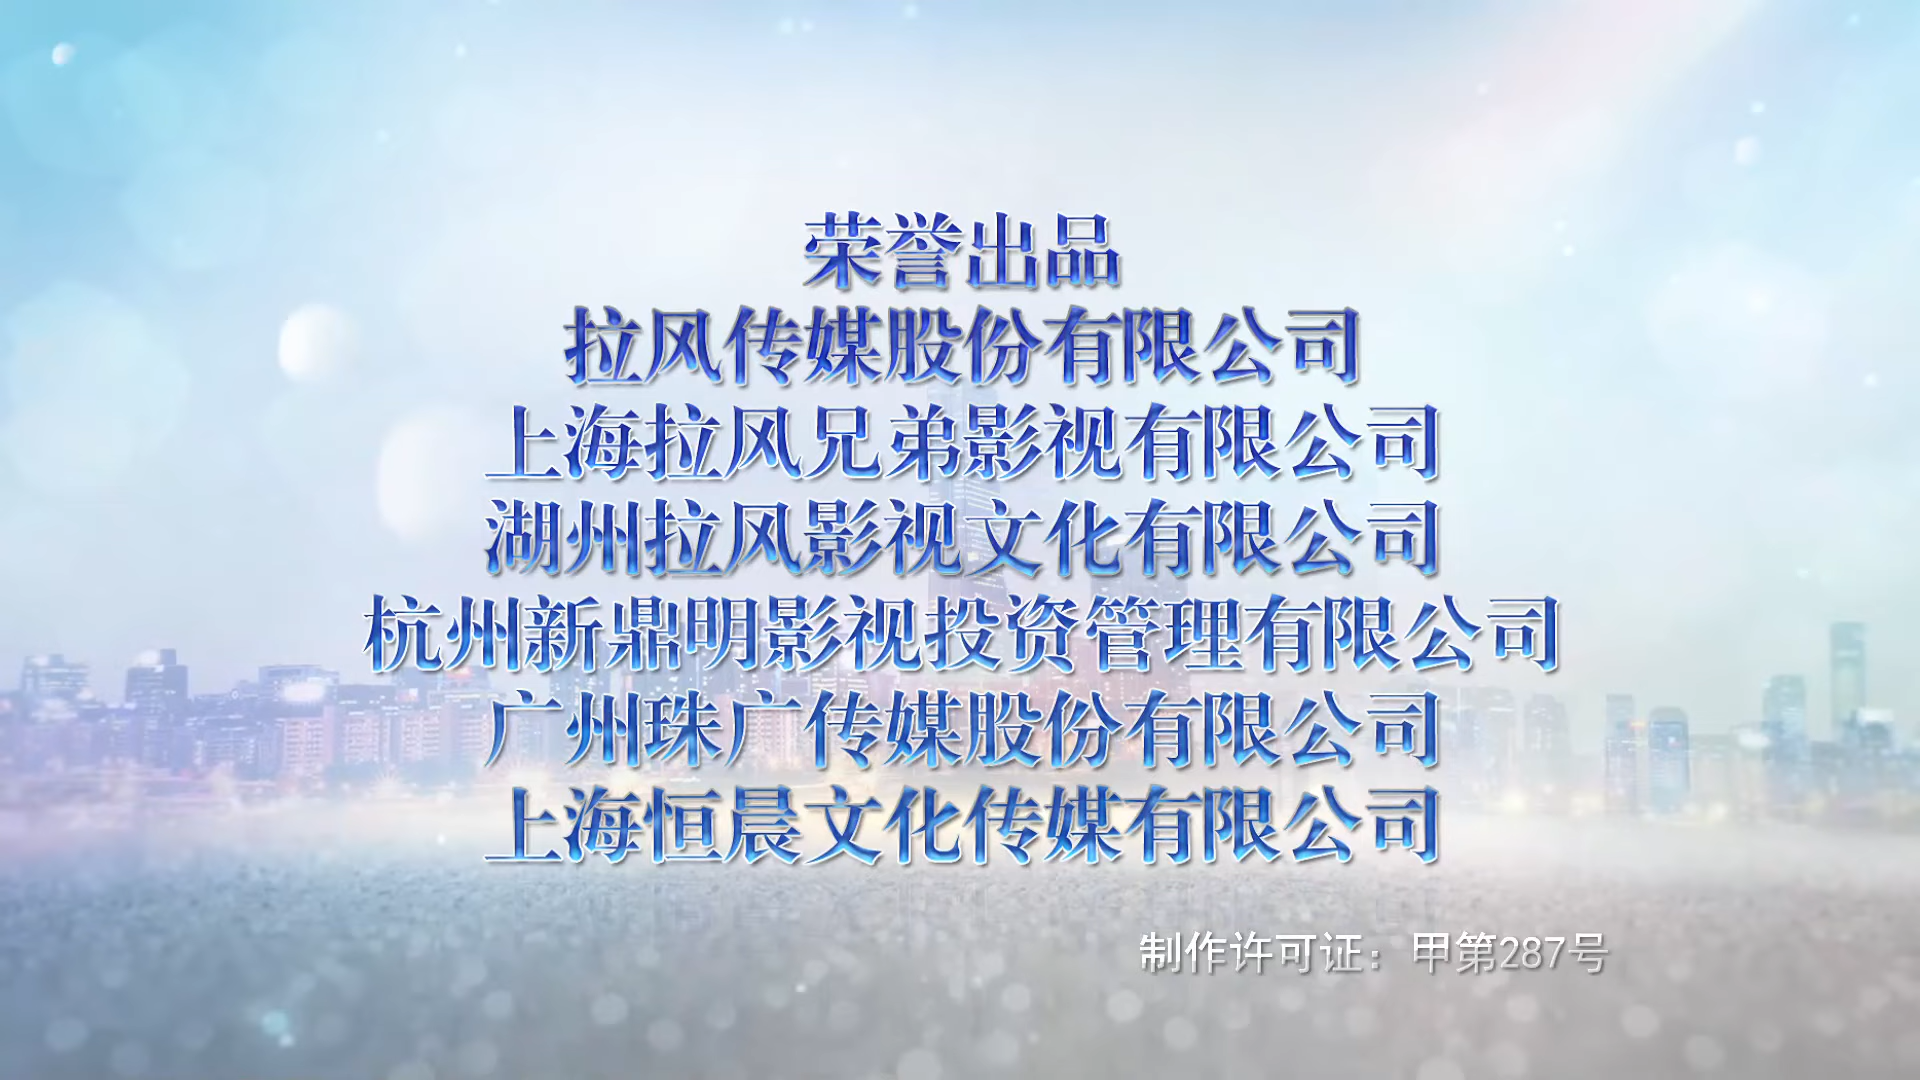 荣誉出品
拉风传媒股份有限公司
上海拉风兄弟影视有限公司
湖州拉风影视文化有限公司
杭州新鼎明影视投资管理有限公司
广州珠广传媒股份有限公司
上海恒晨文化传媒有限公司
制作许可证：甲第287号